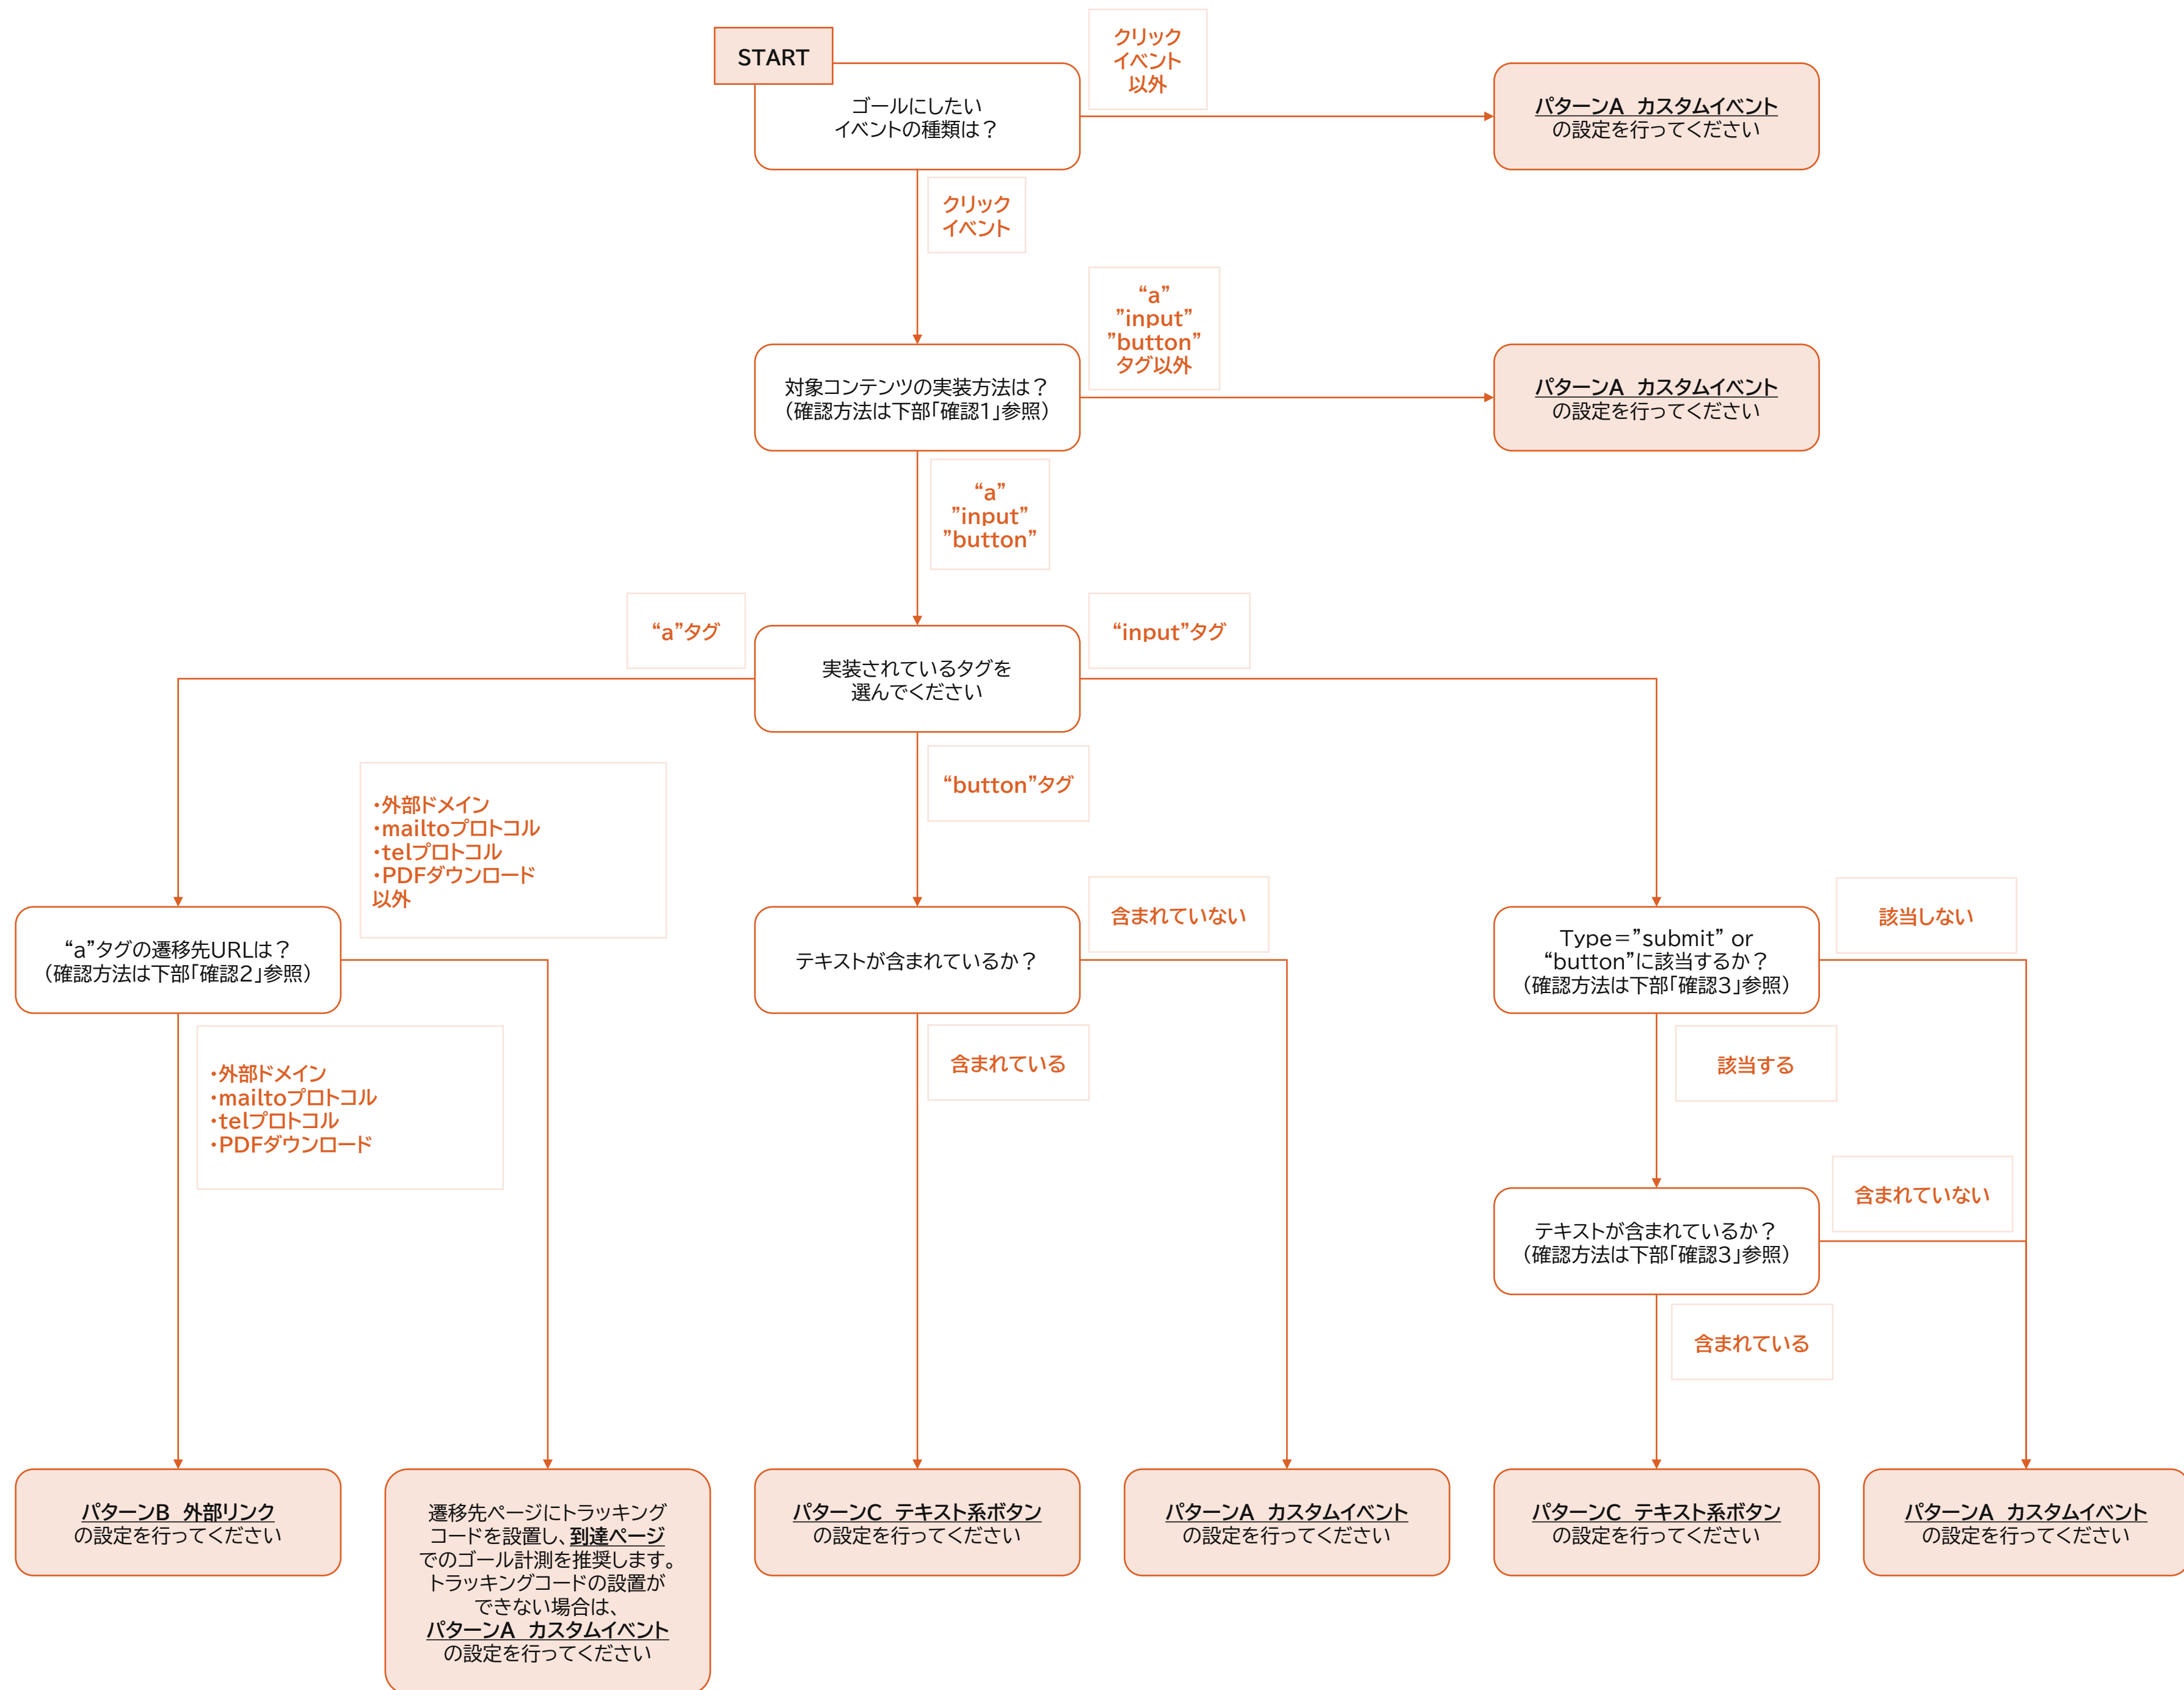 START
ゴールにしたい
イベントの種類は？
クリック
イベント
以外
パターンA　カスタムイベント
の設定を行ってください
クリック
イベント
“a”
”input”
”button”
タグ以外
対象コンテンツの実装方法は？
（確認方法は下部「確認1」参照）
パターンA　カスタムイベント
の設定を行ってください
“a”
”input”
”button”
“a”タグ
“input”タグ
実装されているタグを
選んでください
“button”タグ
・外部ドメイン
・mailtoプロトコル
・telプロトコル
・PDFダウンロード
以外
“a”タグの遷移先URLは？
（確認方法は下部「確認2」参照）
含まれていない
テキストが含まれているか？
該当しない
Type＝”submit” or
“button”に該当するか？
（確認方法は下部「確認3」参照）
・外部ドメイン
・mailtoプロトコル
・telプロトコル
・PDFダウンロード
含まれている
該当する
含まれていない
テキストが含まれているか？
（確認方法は下部「確認3」参照）
含まれている
パターンB　外部リンク
の設定を行ってください
遷移先ページにトラッキング
コードを設置し、到達ページ
でのゴール計測を推奨します。
トラッキングコードの設置が
できない場合は、
パターンA　カスタムイベント
の設定を行ってください
パターンC　テキスト系ボタン
の設定を行ってください
パターンA　カスタムイベント
の設定を行ってください
パターンC　テキスト系ボタン
の設定を行ってください
パターンA　カスタムイベント
の設定を行ってください